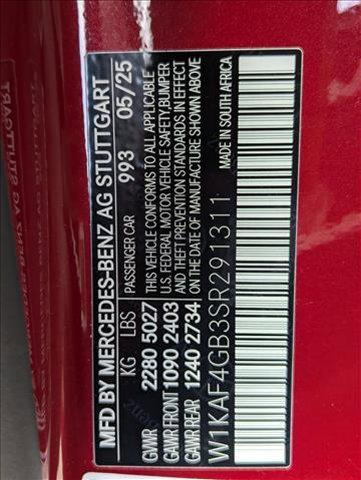 MFD BY MERCEDES-BENZ AG STUTTGART
993 05/25
PASSENGER CAR
KG LBS
GVWR 2280 5027
GAWR FRONT 1090 2403
GAWR REAR 1240 2734
THIS VEHICLE CONFORMS TO ALL APPLICABLE
U.S. FEDERAL MOTOR VEHICLE SAFETY,BUMPER
AND THEFT PREVENTION STANDARDS IN EFFECT
ON THE DATE OF MANUFACTURE SHOWN ABOVE
MADE IN SOUTH AFRICA
W1KAF4GB3SR291311